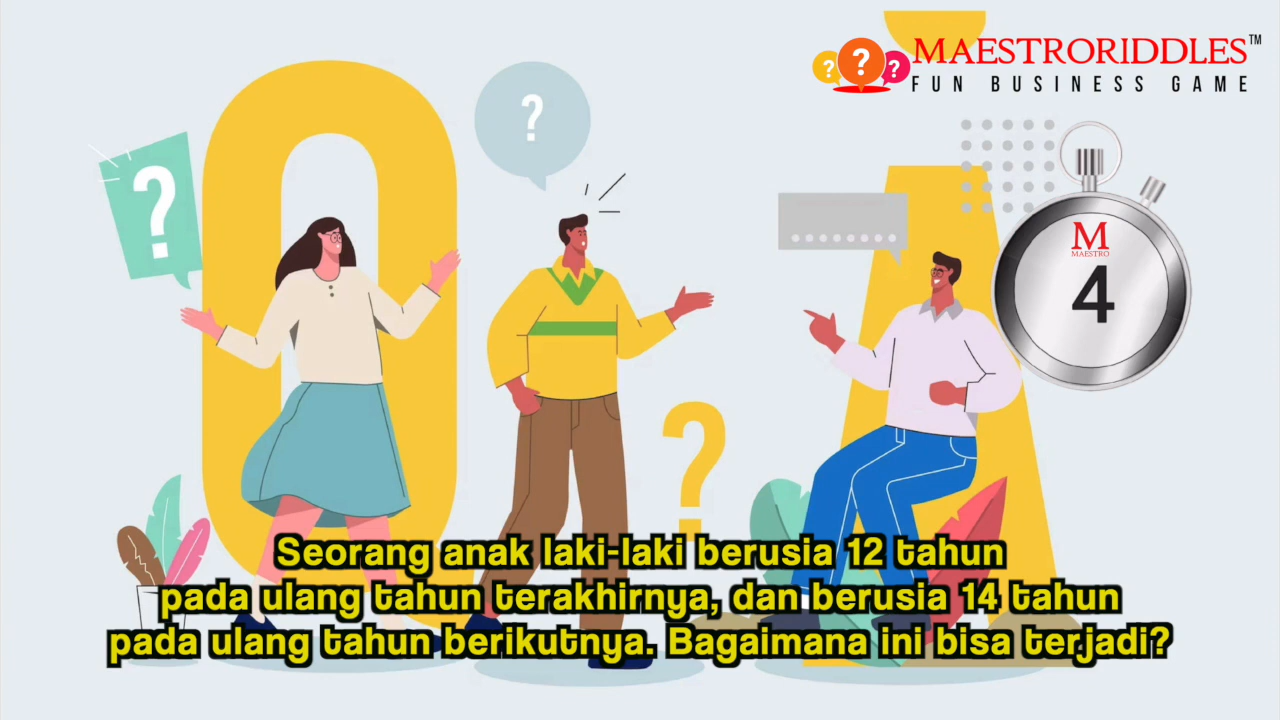 MAESTRORIDDLES™
FUN BUSINESS GAME
?
?
?
?
?
?
M
MAESTRO
4
Seorang anak laki-laki berusia 12 tahun
pada ulang tahun terakhirnya, dan berusia 14 tahun
pada ulang tahun berikutnya. Bagaimana ini bisa terjadi?